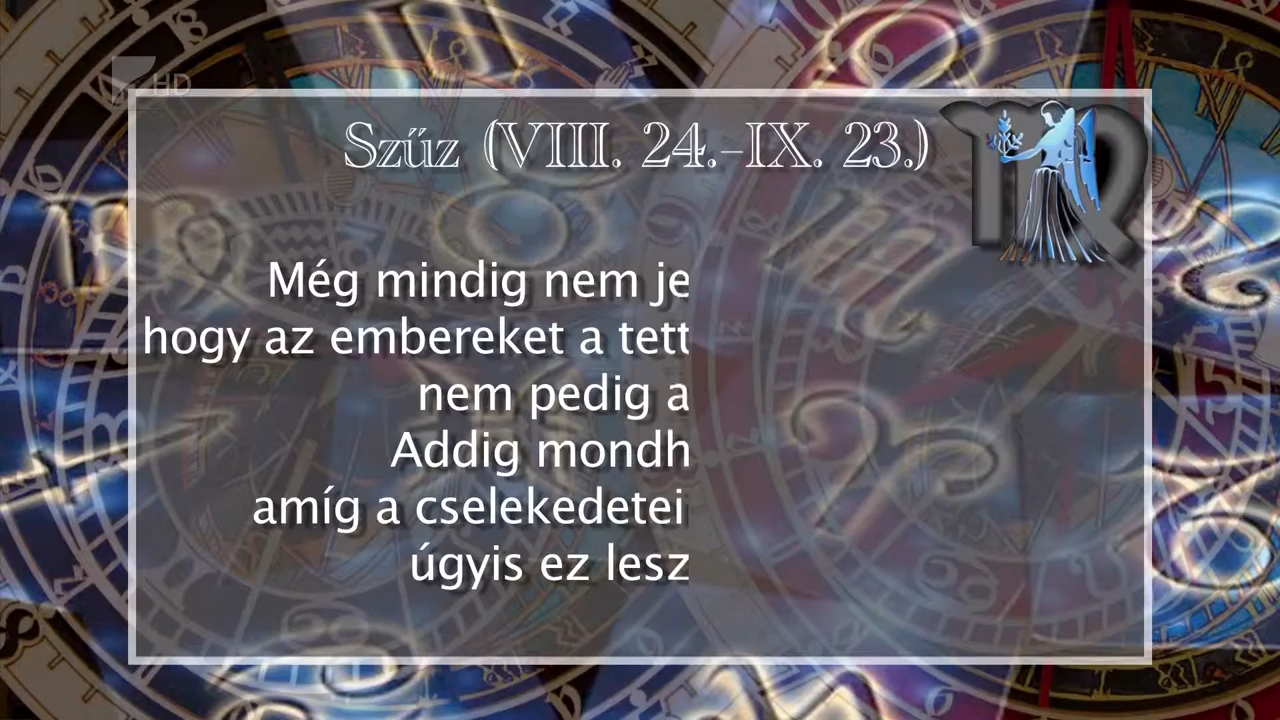 HD
Szűz (VIII. 24.-IX. 23.)
Még mindig nem je
hogy az embereket a tett
nem pedig a
Addig mondh
amíg a cselekedetei
úgyis ez lesz